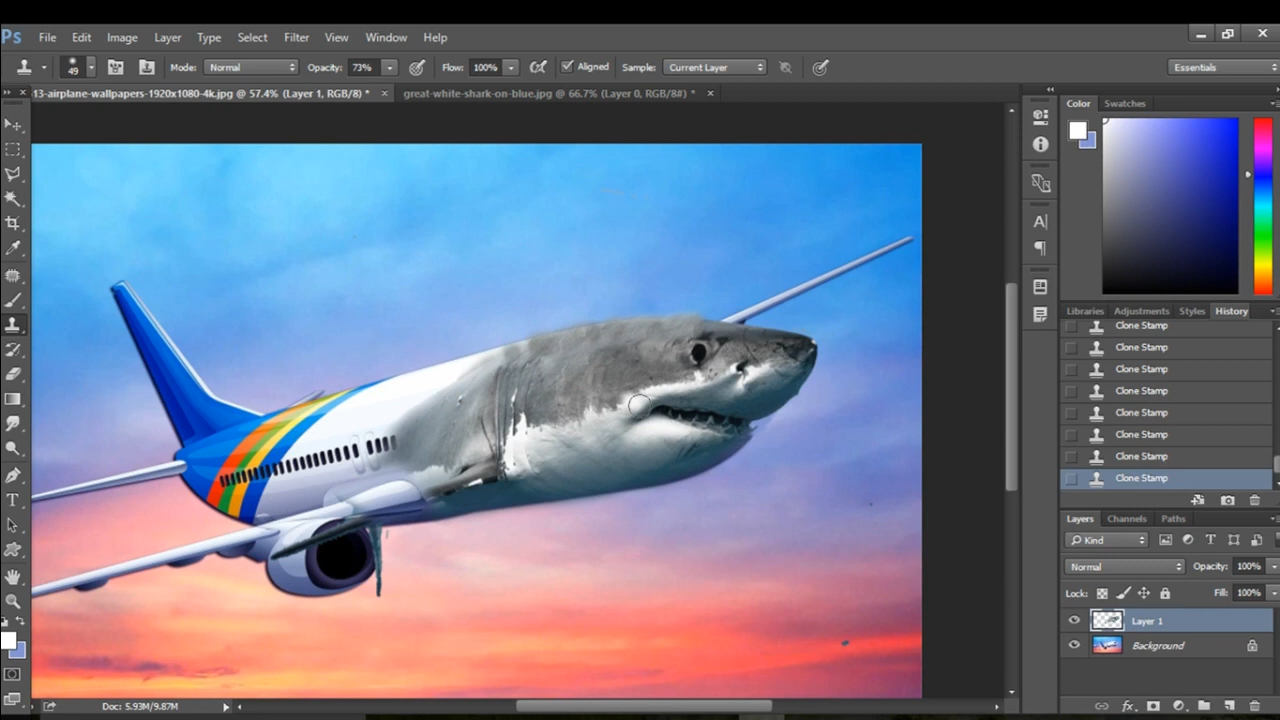 Ps File Edit Image Layer Type Select Filter View Window Help
49 Mode: Normal Opacity: 73% Flow: 100% Aligned Sample: Current Layer Essentials
13-airplane-wallpapers-1920x1080-4k.jpg @ 57.4% (Layer 1, RGB/8) * × great-white-shark-on-blue.jpg @ 66.7% (Layer 0, RGB/8#) * ×
Color Swatches
Libraries Adjustments Styles History
Clone Stamp
Clone Stamp
Clone Stamp
Clone Stamp
Clone Stamp
Clone Stamp
Clone Stamp
Clone Stamp
Layers Channels Paths
Kind
Normal Opacity: 100%
Lock: Fill: 100%
Layer 1
Background
Doc: 5.93M/9.87M